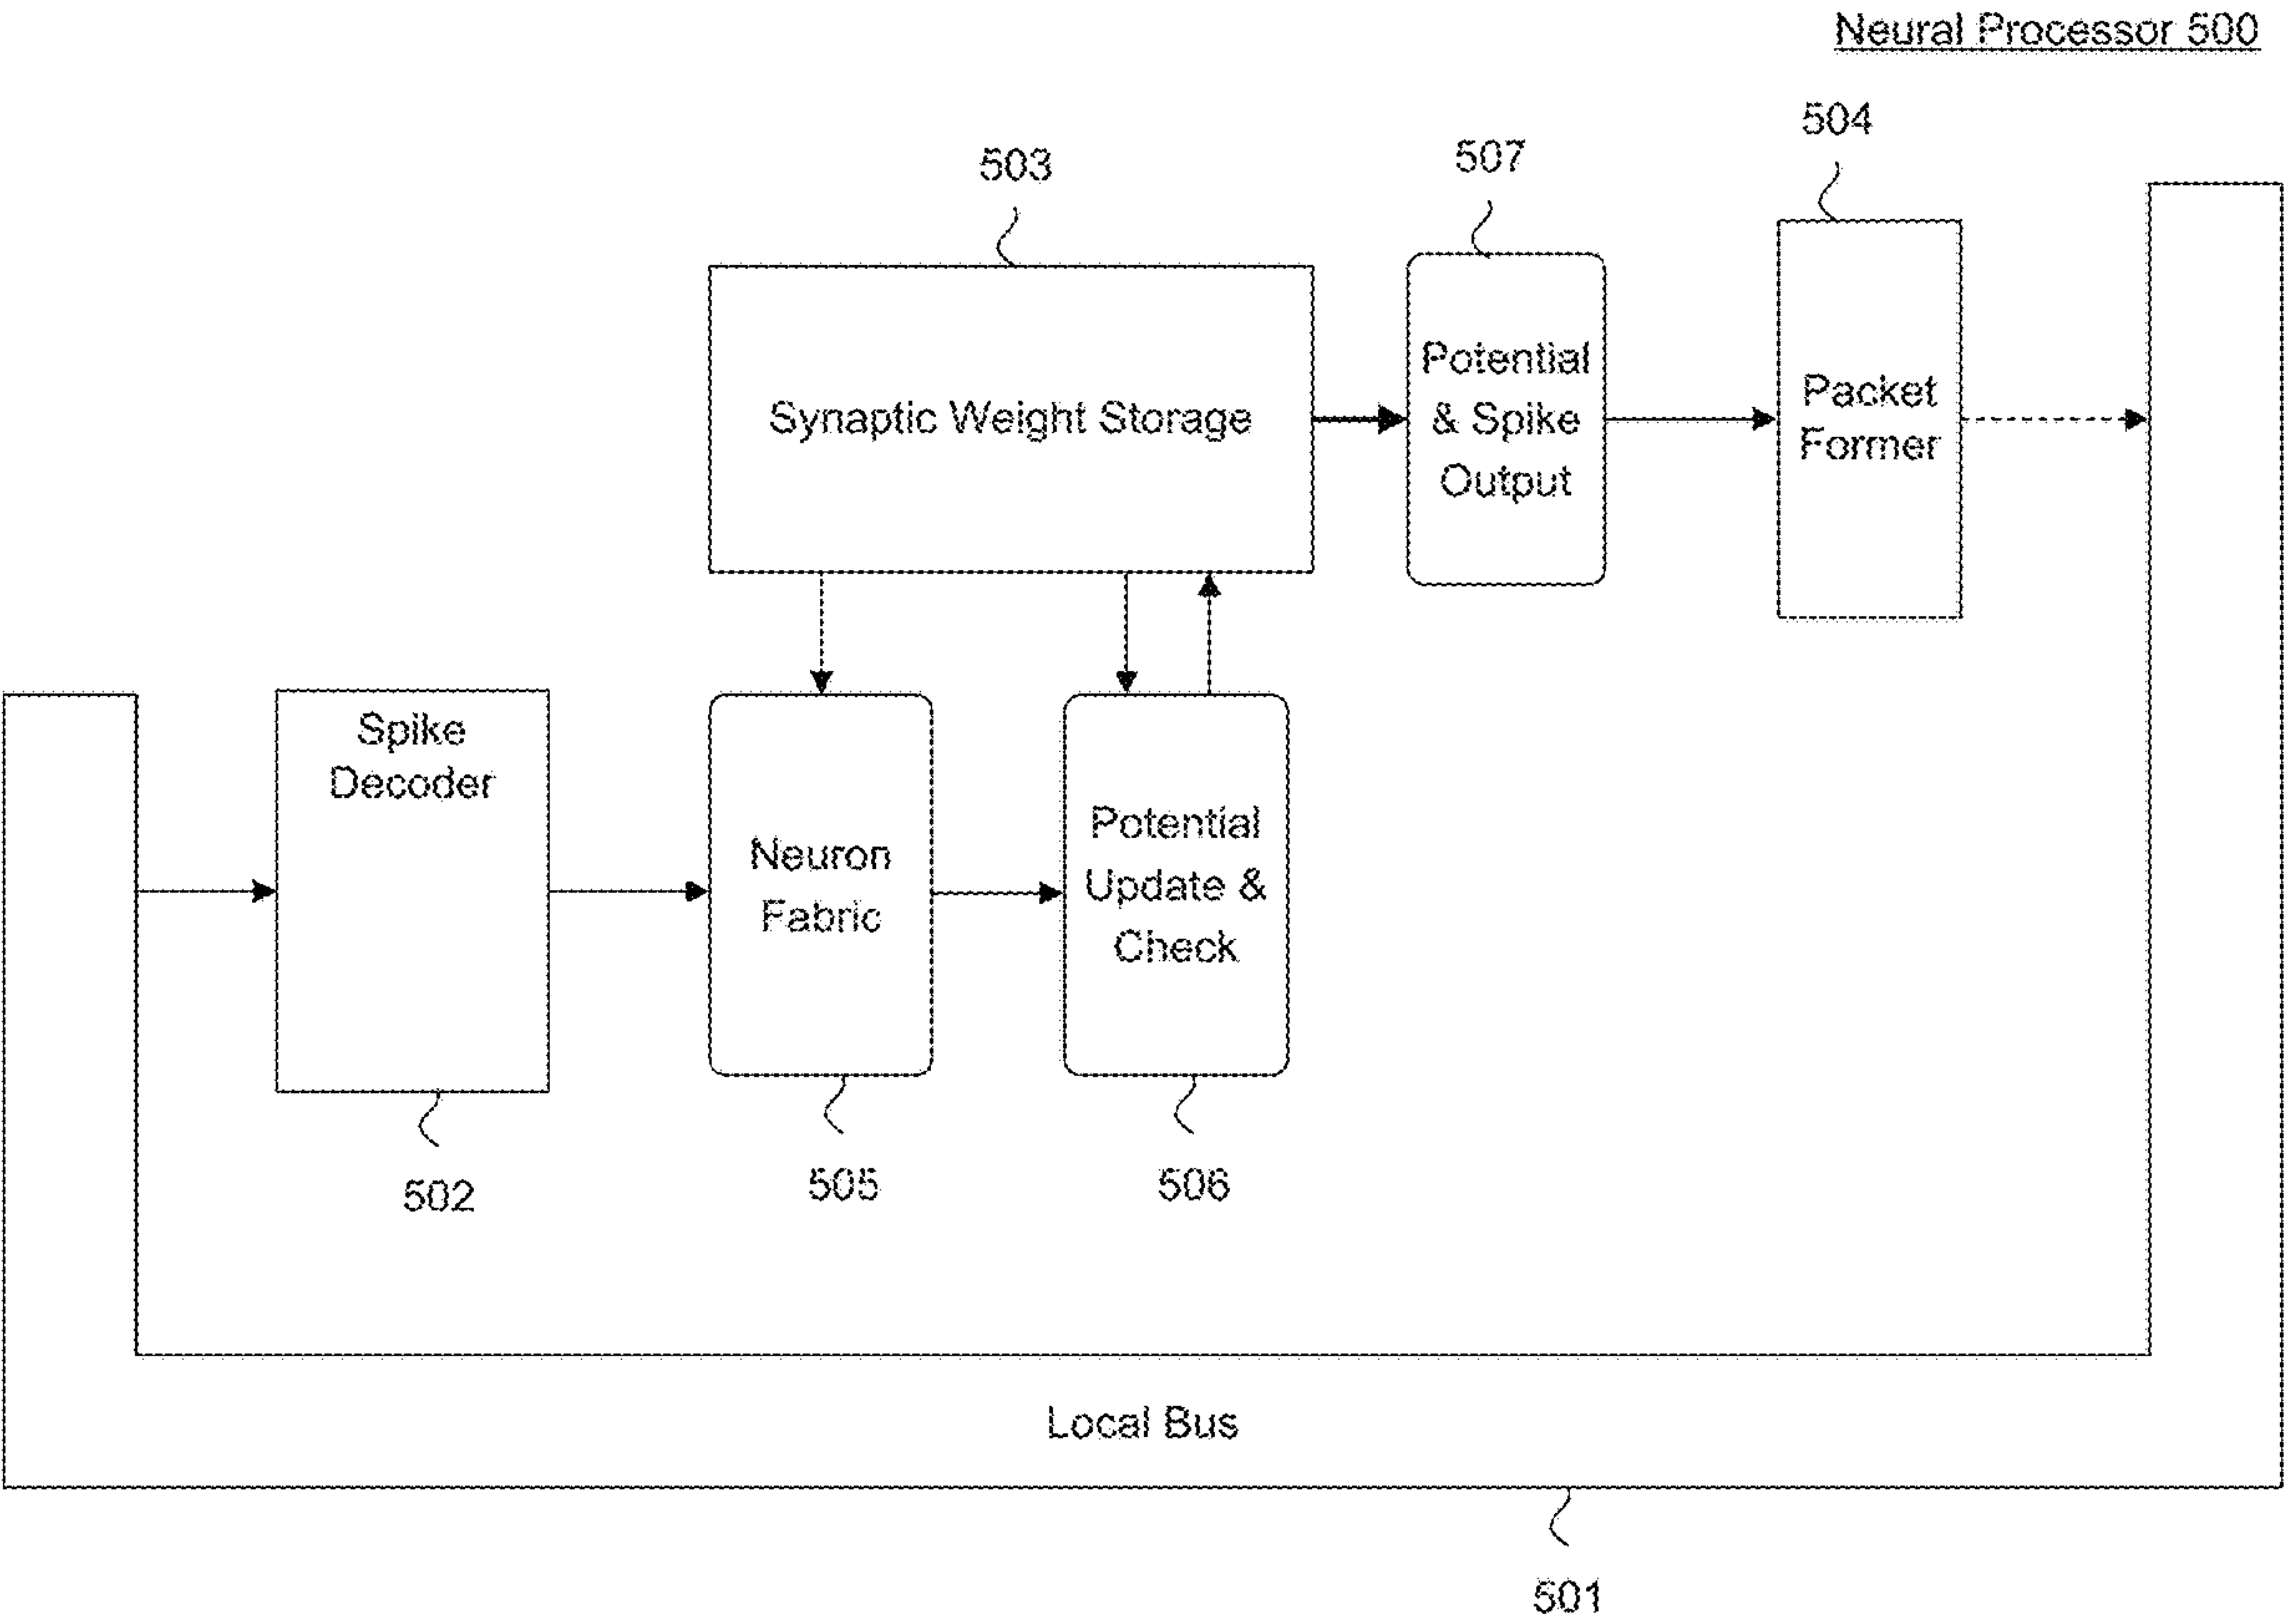 Neural Processor 500
504
507
503
Synaptic Weight Storage
Potential
& Spike
Output
Packet
Former
Spike
Decoder
Neuron
Fabric
Potential
Update &
Check
502
505
506
Local Bus
501